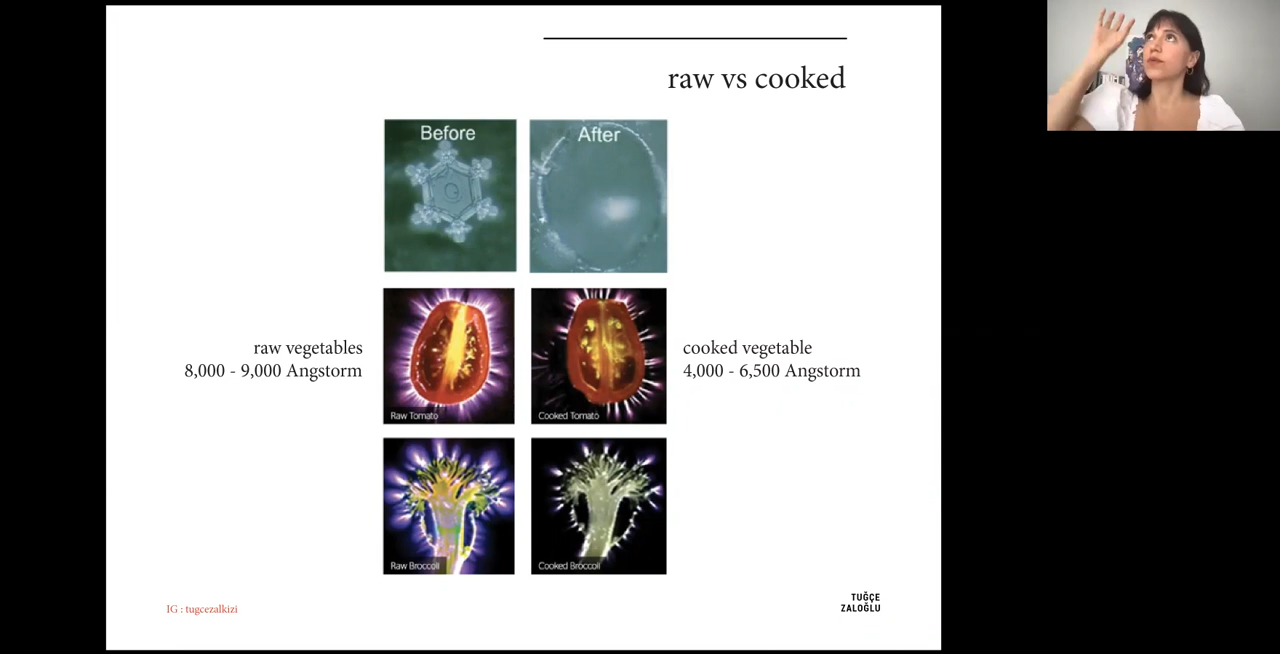 raw vs cooked
Before
After
raw vegetables
8,000 - 9,000 Angstorm
cooked vegetable
4,000 - 6,500 Angstorm
Raw Tomato
Cooked Tomato
Raw Broccoli
Cooked Broccoli
IG : tugcezalkizi
TUĞÇE
ZALOĞLU